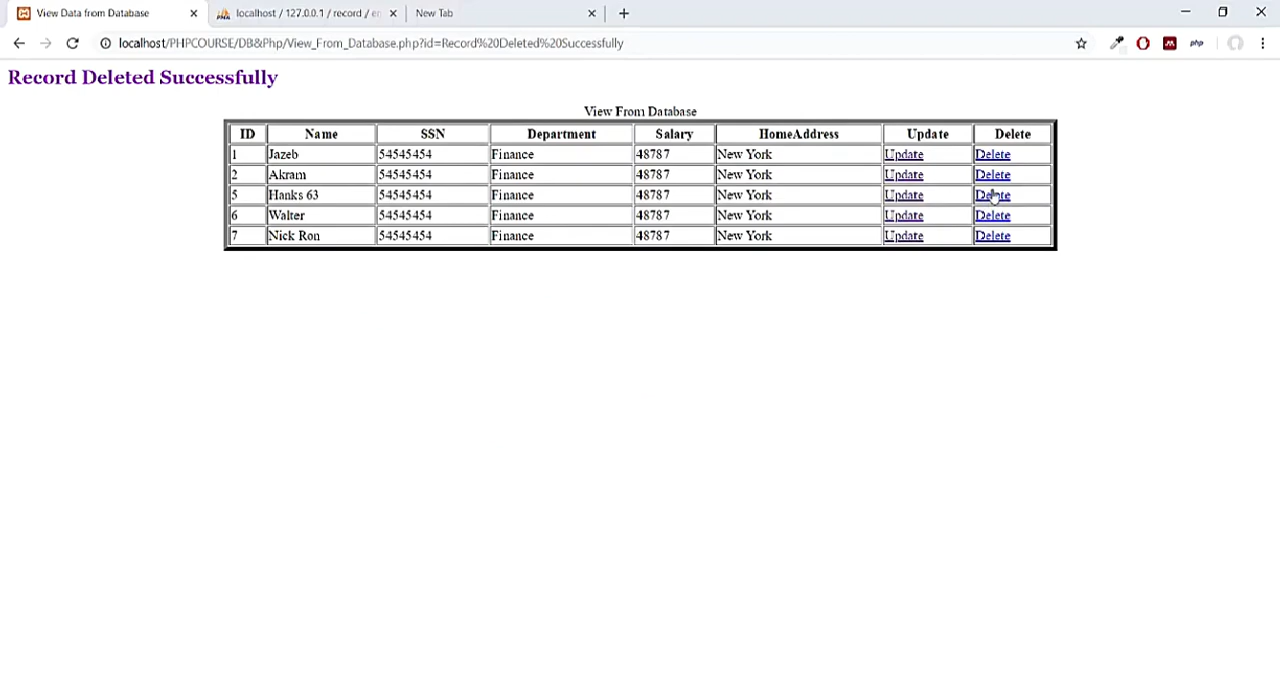 View Data from Database
localhost / 127.0.0.1 / record / e
New Tab
localhost/PHPCOURSE/DB&Php/View_From_Database.php?id=Record%20Deleted%20Successfully
php
Record Deleted Successfully
View From Database
ID Name SSN Department Salary HomeAddress Update Delete
1 Jazeb 54545454 Finance 48787 New York Update Delete
2 Akram 54545454 Finance 48787 New York Update Delete
5 Hanks 63 54545454 Finance 48787 New York Update Delete
6 Walter 54545454 Finance 48787 New York Update Delete
7 Nick Ron 54545454 Finance 48787 New York Update Delete